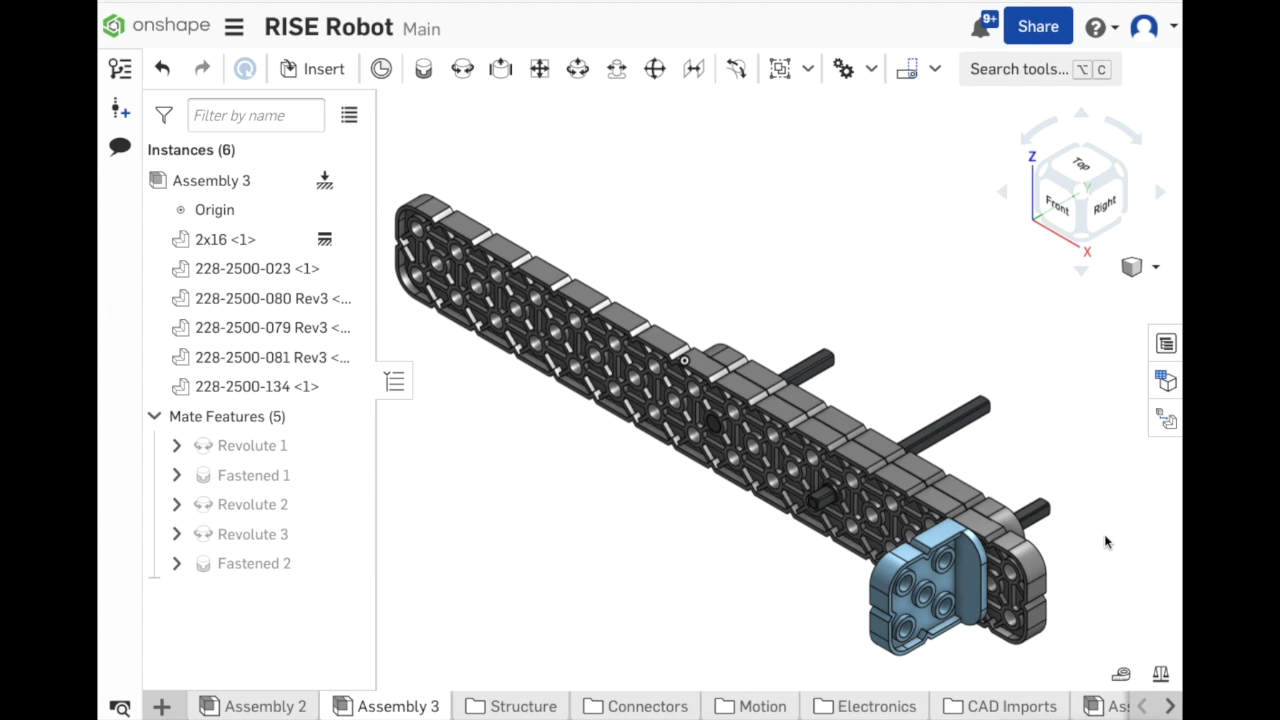 onshape RISE Robot Main 9+ Share
Insert Search tools... ⌥ C
Filter by name
Instances (6)
Assembly 3
Origin
2x16 <1>
228-2500-023 <1>
228-2500-080 Rev3 <...
228-2500-079 Rev3 <...
228-2500-081 Rev3 <...
228-2500-134 <1>
Mate Features (5)
Revolute 1
Fastened 1
Revolute 2
Revolute 3
Fastened 2
Z
Top
Y
Front Right
X
Assembly 2 Assembly 3 Structure Connectors Motion Electronics CAD Imports Ass